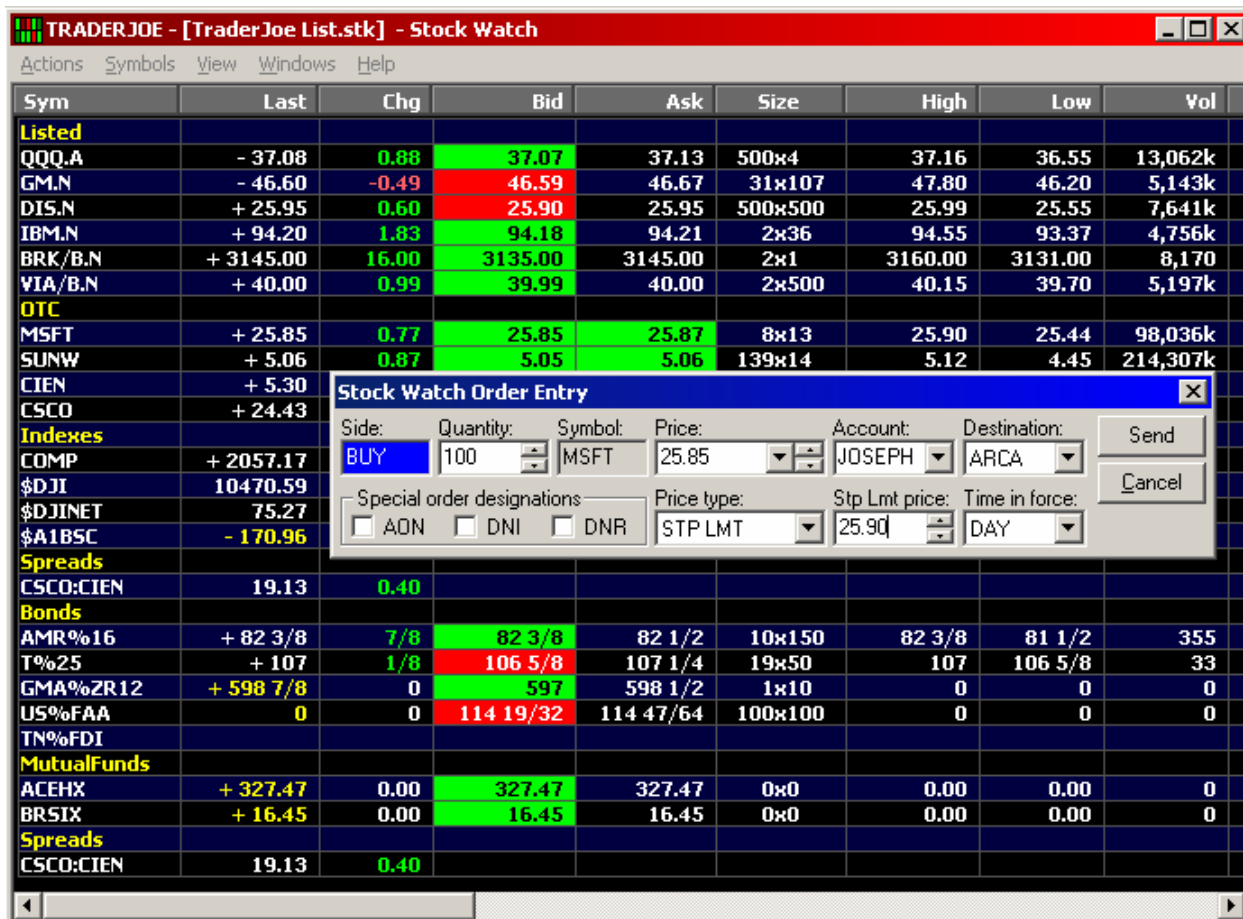 TRADERJOE - [TraderJoe List.stk] - Stock Watch
Actions Symbols View Windows Help
Sym Last Chg Bid Ask Size High Low Vol
Listed
QQQ.A - 37.08 0.88 37.07 37.13 500x4 37.16 36.55 13,062k
GM.N - 46.60 -0.49 46.59 46.67 31x107 47.80 46.20 5,143k
DIS.N + 25.95 0.60 25.90 25.95 500x500 25.99 25.55 7,641k
IBM.N + 94.20 1.83 94.18 94.21 2x36 94.55 93.37 4,756k
BRK/B.N + 3145.00 16.00 3135.00 3145.00 2x1 3160.00 3131.00 8,170
VIA/B.N + 40.00 0.99 39.99 40.00 2x500 40.15 39.70 5,197k
OTC
MSFT + 25.85 0.77 25.85 25.87 8x13 25.90 25.44 98,036k
SUNW + 5.06 0.87 5.05 5.06 139x14 5.12 4.45 214,307k
CIEN + 5.30
CSCO + 24.43
Indexes
COMP + 2057.17
$DJI 10470.59
$DJINET 75.27
$A1BSC - 170.96
Stock Watch Order Entry
Side: Quantity: Symbol: Price: Account: Destination:
BUY 100 MSFT 25.85 JOSEPH ARCA Send
Cancel
Special order designations Price type: Stp Lmt price: Time in force:
AON DNI DNR STP LMT 25.90 DAY
Spreads
CSCO:CIEN 19.13 0.40
Bonds
AMR%16 + 82 3/8 7/8 82 3/8 82 1/2 10x150 82 3/8 81 1/2 355
T%25 + 107 1/8 106 5/8 107 1/4 19x50 107 106 5/8 33
GMA%ZR12 + 598 7/8 0 597 598 1/2 1x10 0 0 0
US%FAA 0 0 114 19/32 114 47/64 100x100 0 0 0
TN%FDI
MutualFunds
ACEHX + 327.47 0.00 327.47 327.47 0x0 0.00 0.00 0
BRSIX + 16.45 0.00 16.45 16.45 0x0 0.00 0.00 0
Spreads
CSCO:CIEN 19.13 0.40